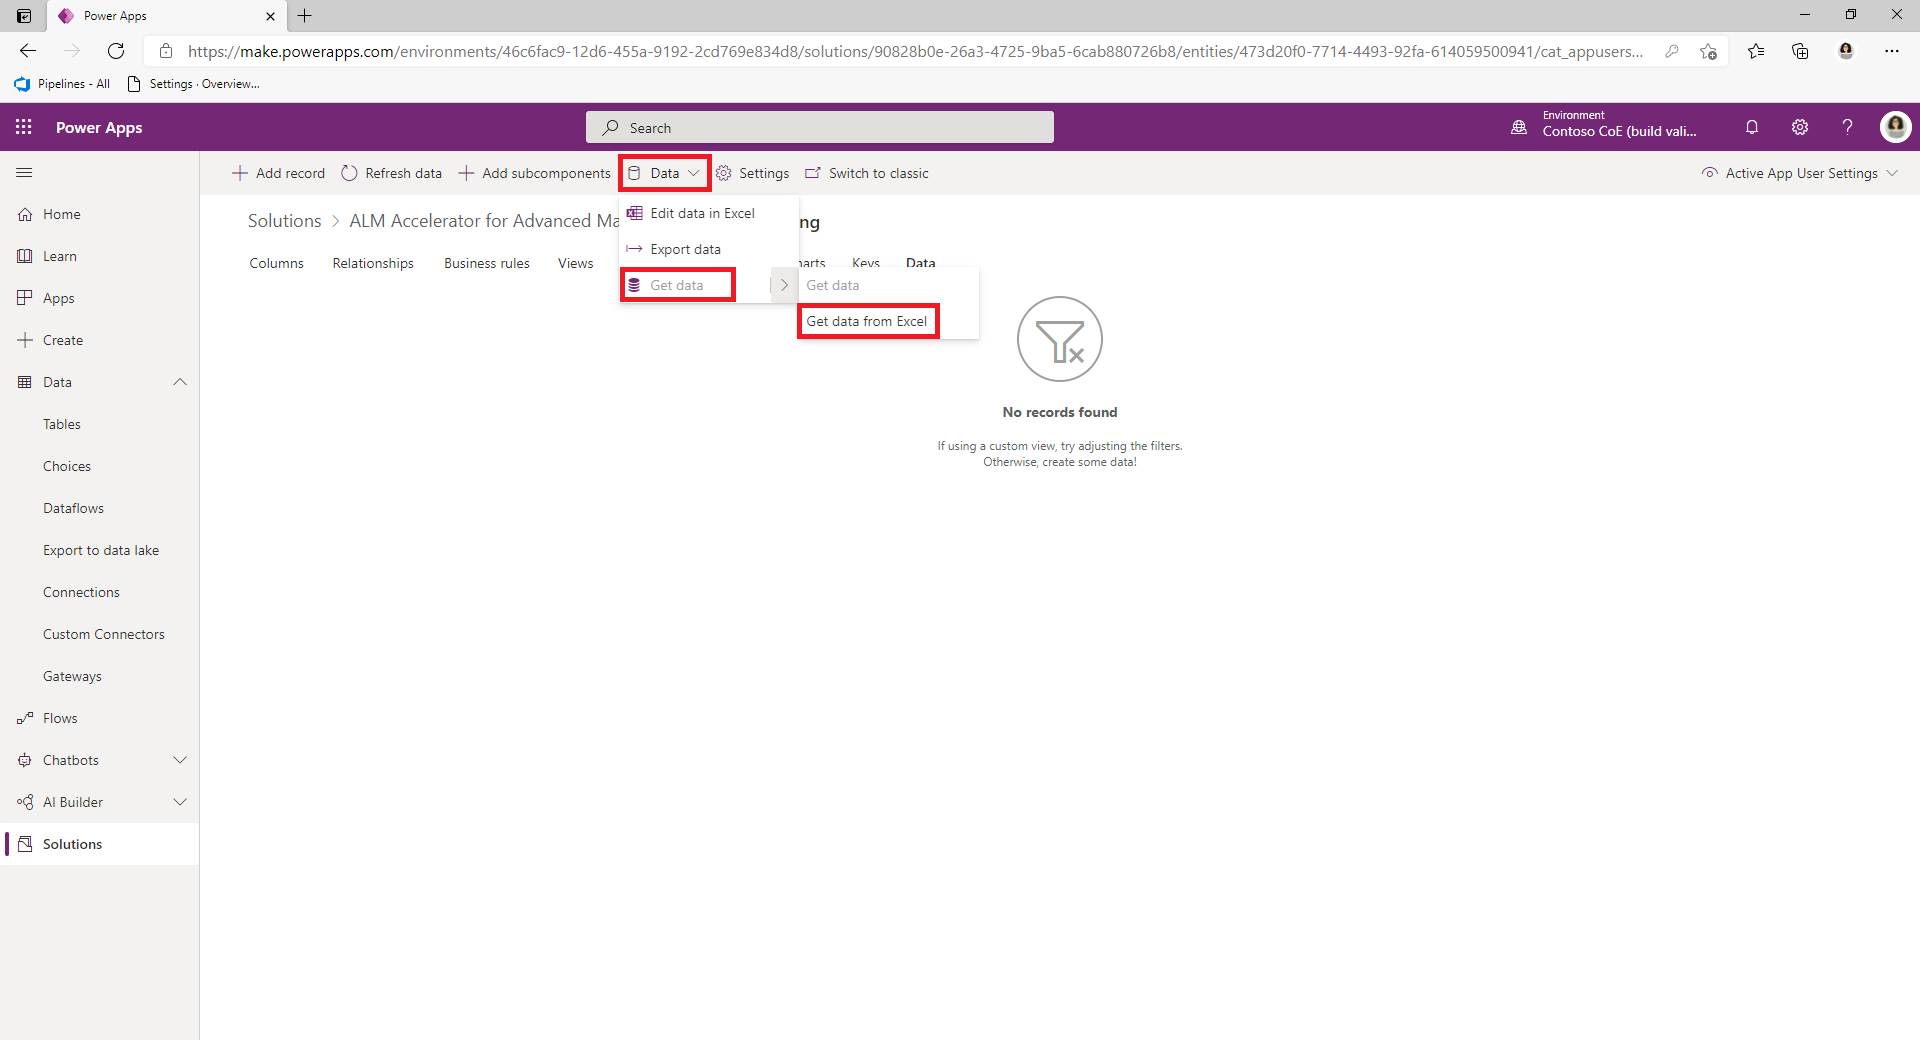 Power Apps
https://make.powerapps.com/environments/46c6fac9-12d6-455a-9192-2cd769e834d8/solutions/90828b0e-26a3-4725-9ba5-6cab880726b8/entities/473d20f0-7714-4493-92fa-614059500941/cat_appusers...
Pipelines - All
Settings · Overview...
Power Apps
Search
Environment
Contoso CoE (build vali...
Add record
Refresh data
Add subcomponents
Data
Settings
Switch to classic
Active App User Settings
Home
Learn
Apps
Create
Data
Tables
Choices
Dataflows
Export to data lake
Connections
Custom Connectors
Gateways
Flows
Chatbots
AI Builder
Solutions
Solutions > ALM Accelerator for Advanced Ma
ng
Columns
Relationships
Business rules
Views
arts
Keys
Data
Edit data in Excel
Export data
Get data
Get data
Get data from Excel
No records found
If using a custom view, try adjusting the filters.
Otherwise, create some data!